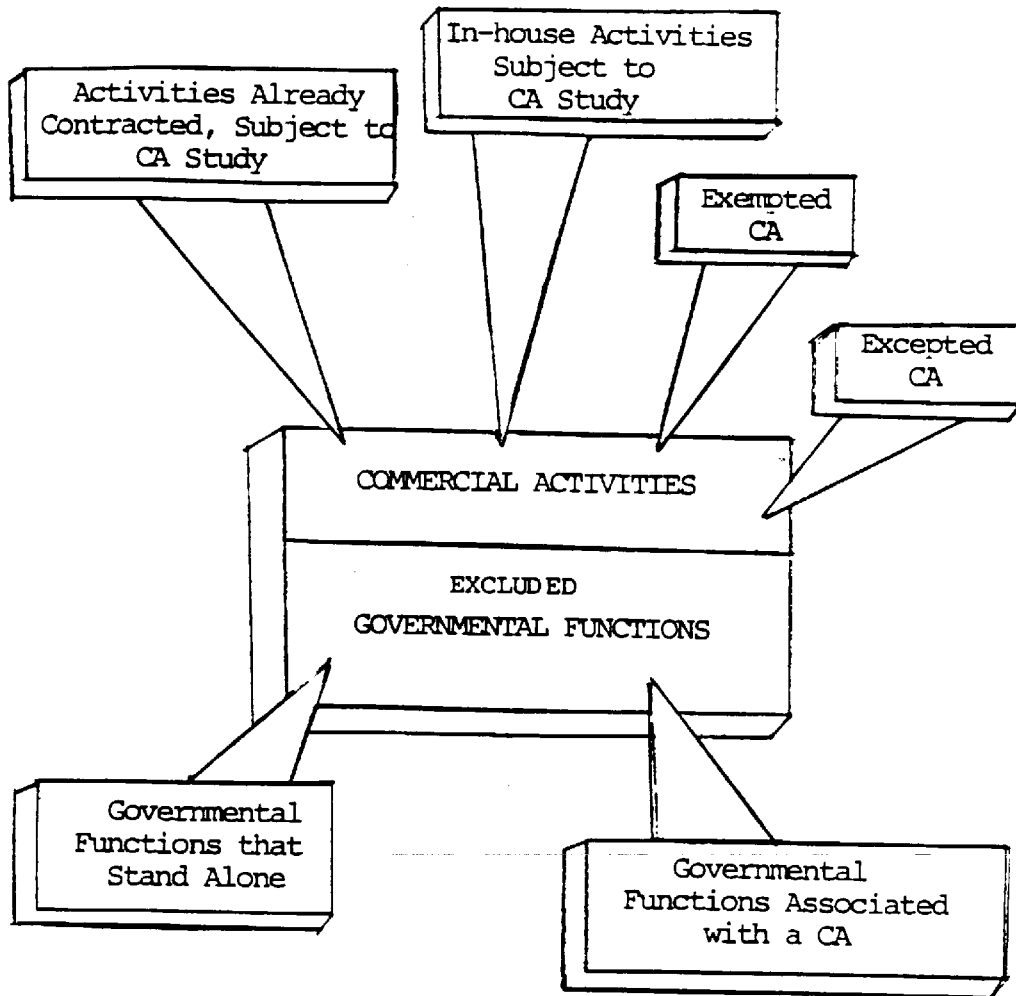 In-house Activities
Subject to
CA Study
Activities Already
Contracted, Subject to
CA Study
Exempted
CA
Excepted
CA
COMMERCIAL ACTIVITIES
EXCLUDED
GOVERNMENTAL FUNCTIONS
Governmental
Functions that
Stand Alone
Governmental
Functions Associated
with a CA